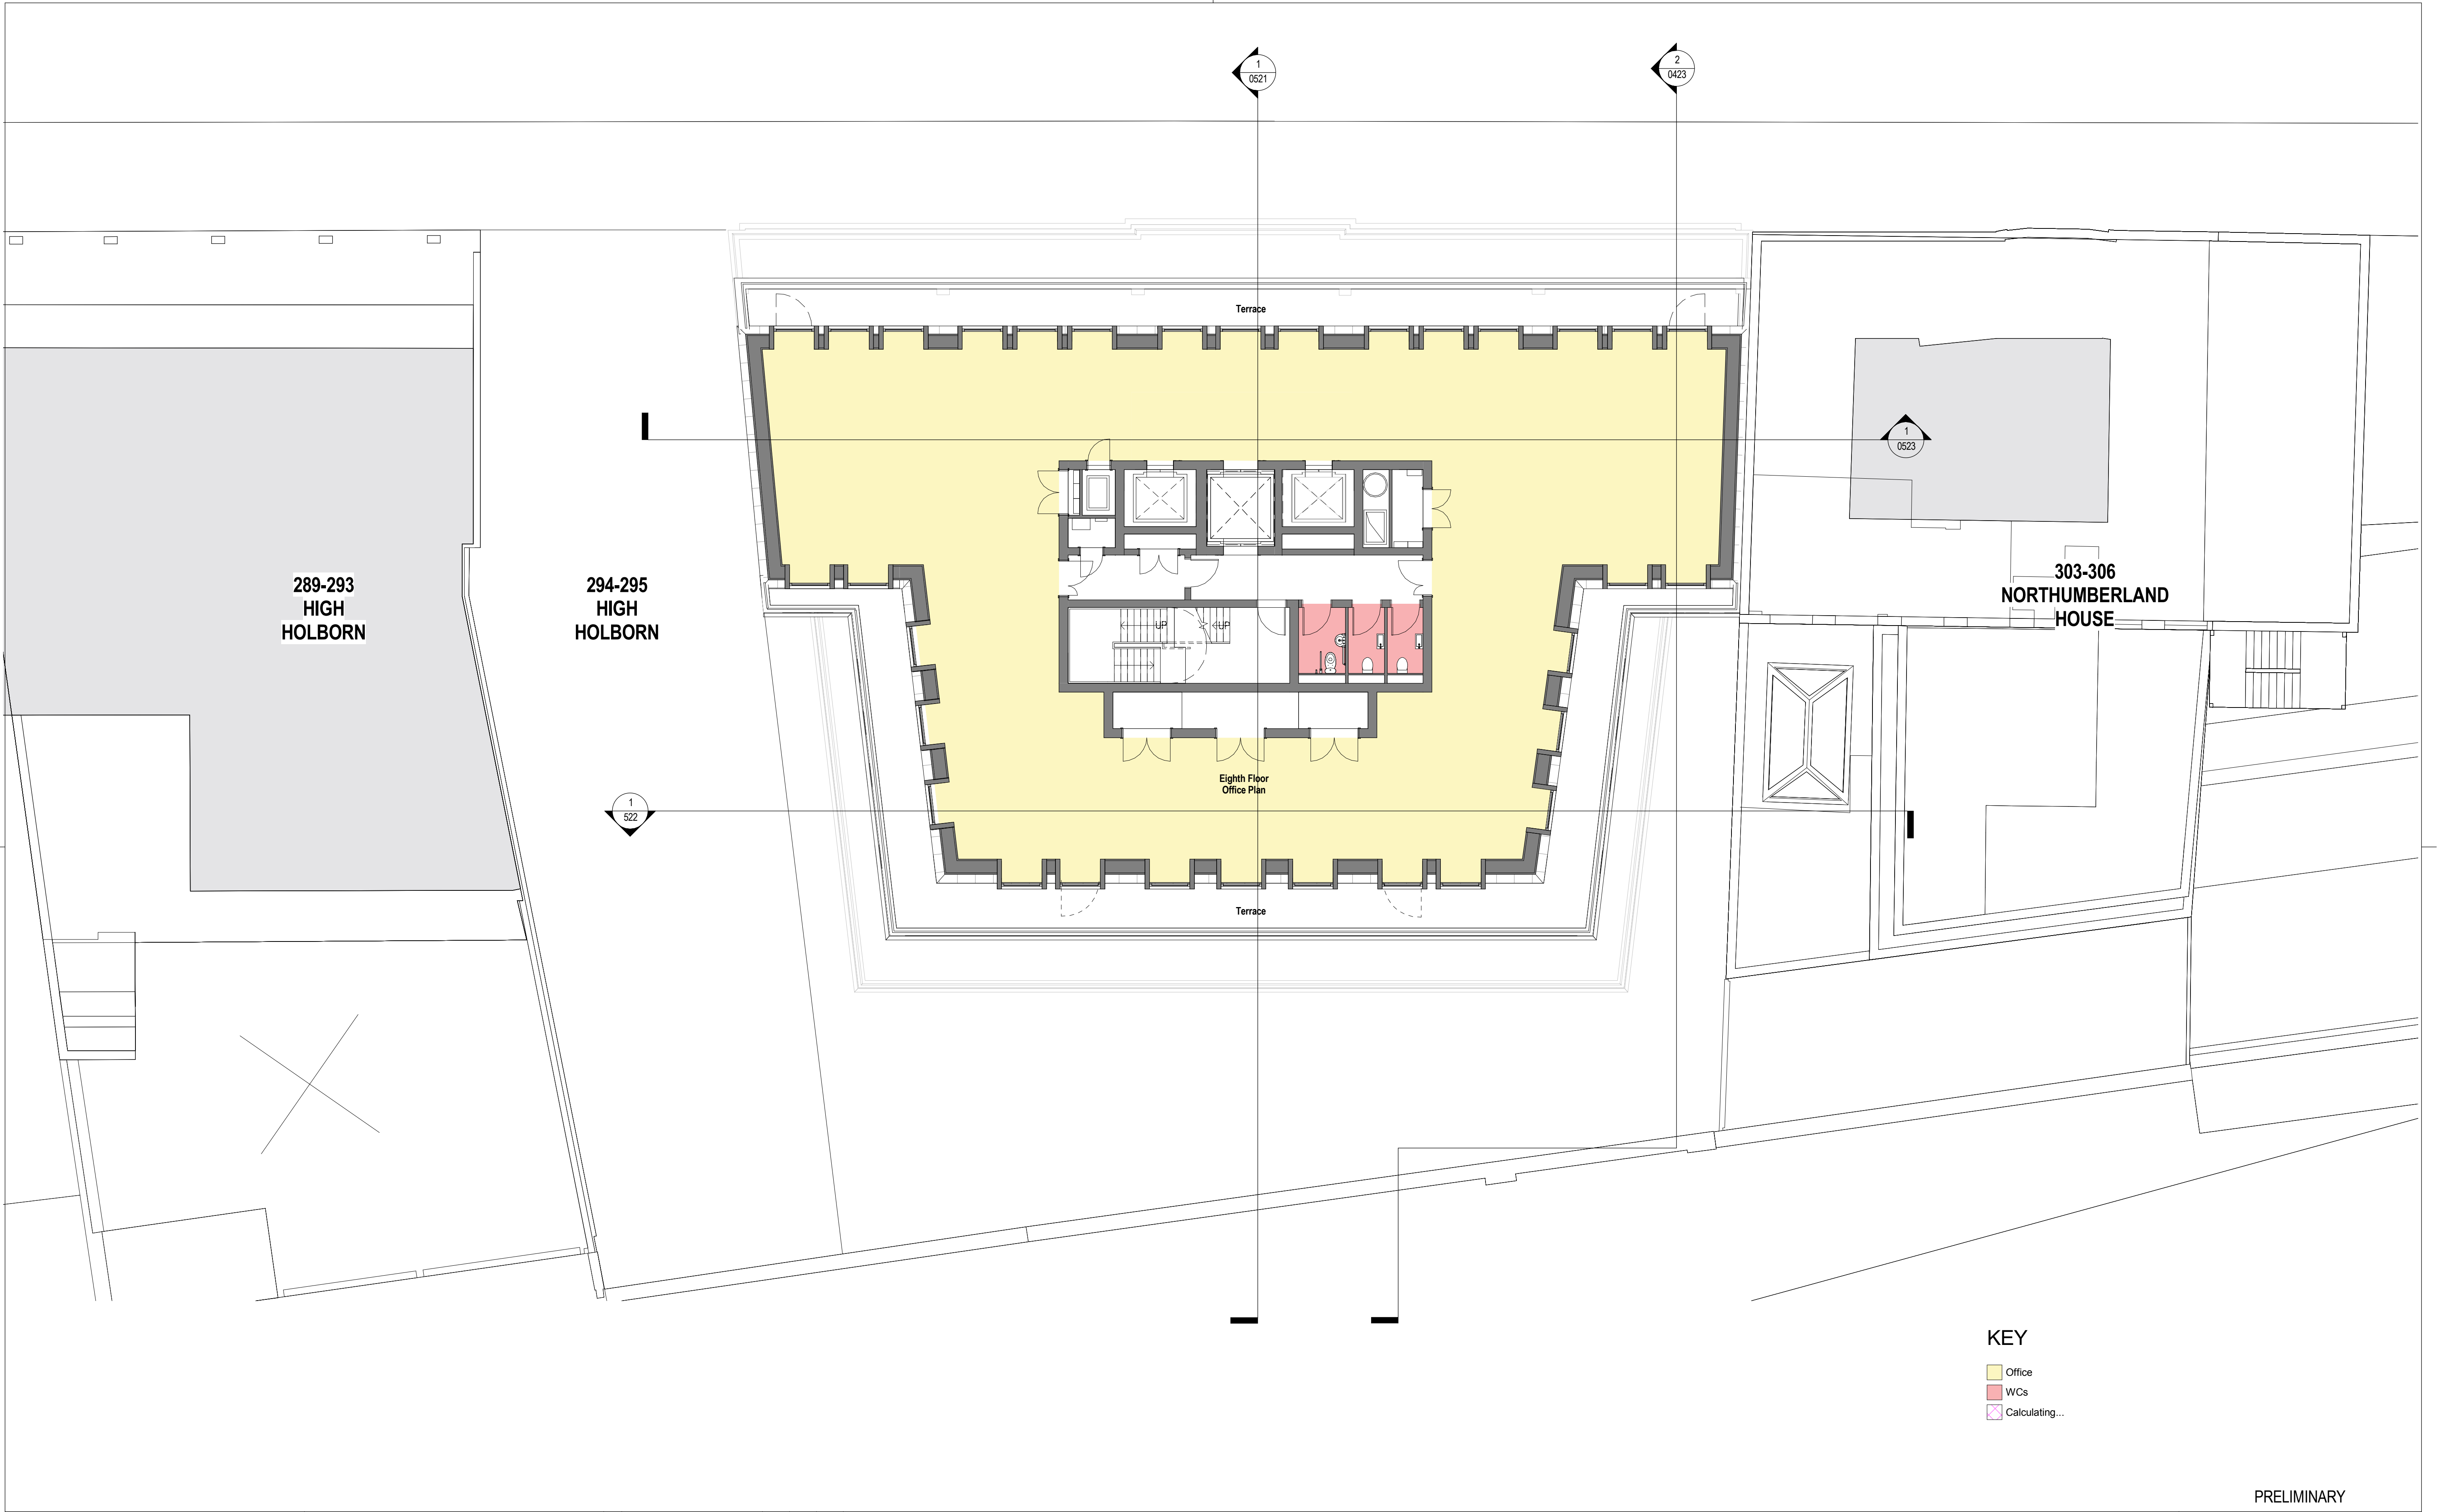 1
0521
2
0423
Terrace
1
0523
289-293
HIGH
HOLBORN
294-295
HIGH
HOLBORN
303-306
NORTHUMBERLAND
HOUSE
UP
UP
Eighth Floor
Office Plan
1
522
Terrace
KEY
Office
WCs
Calculating...
PRELIMINARY